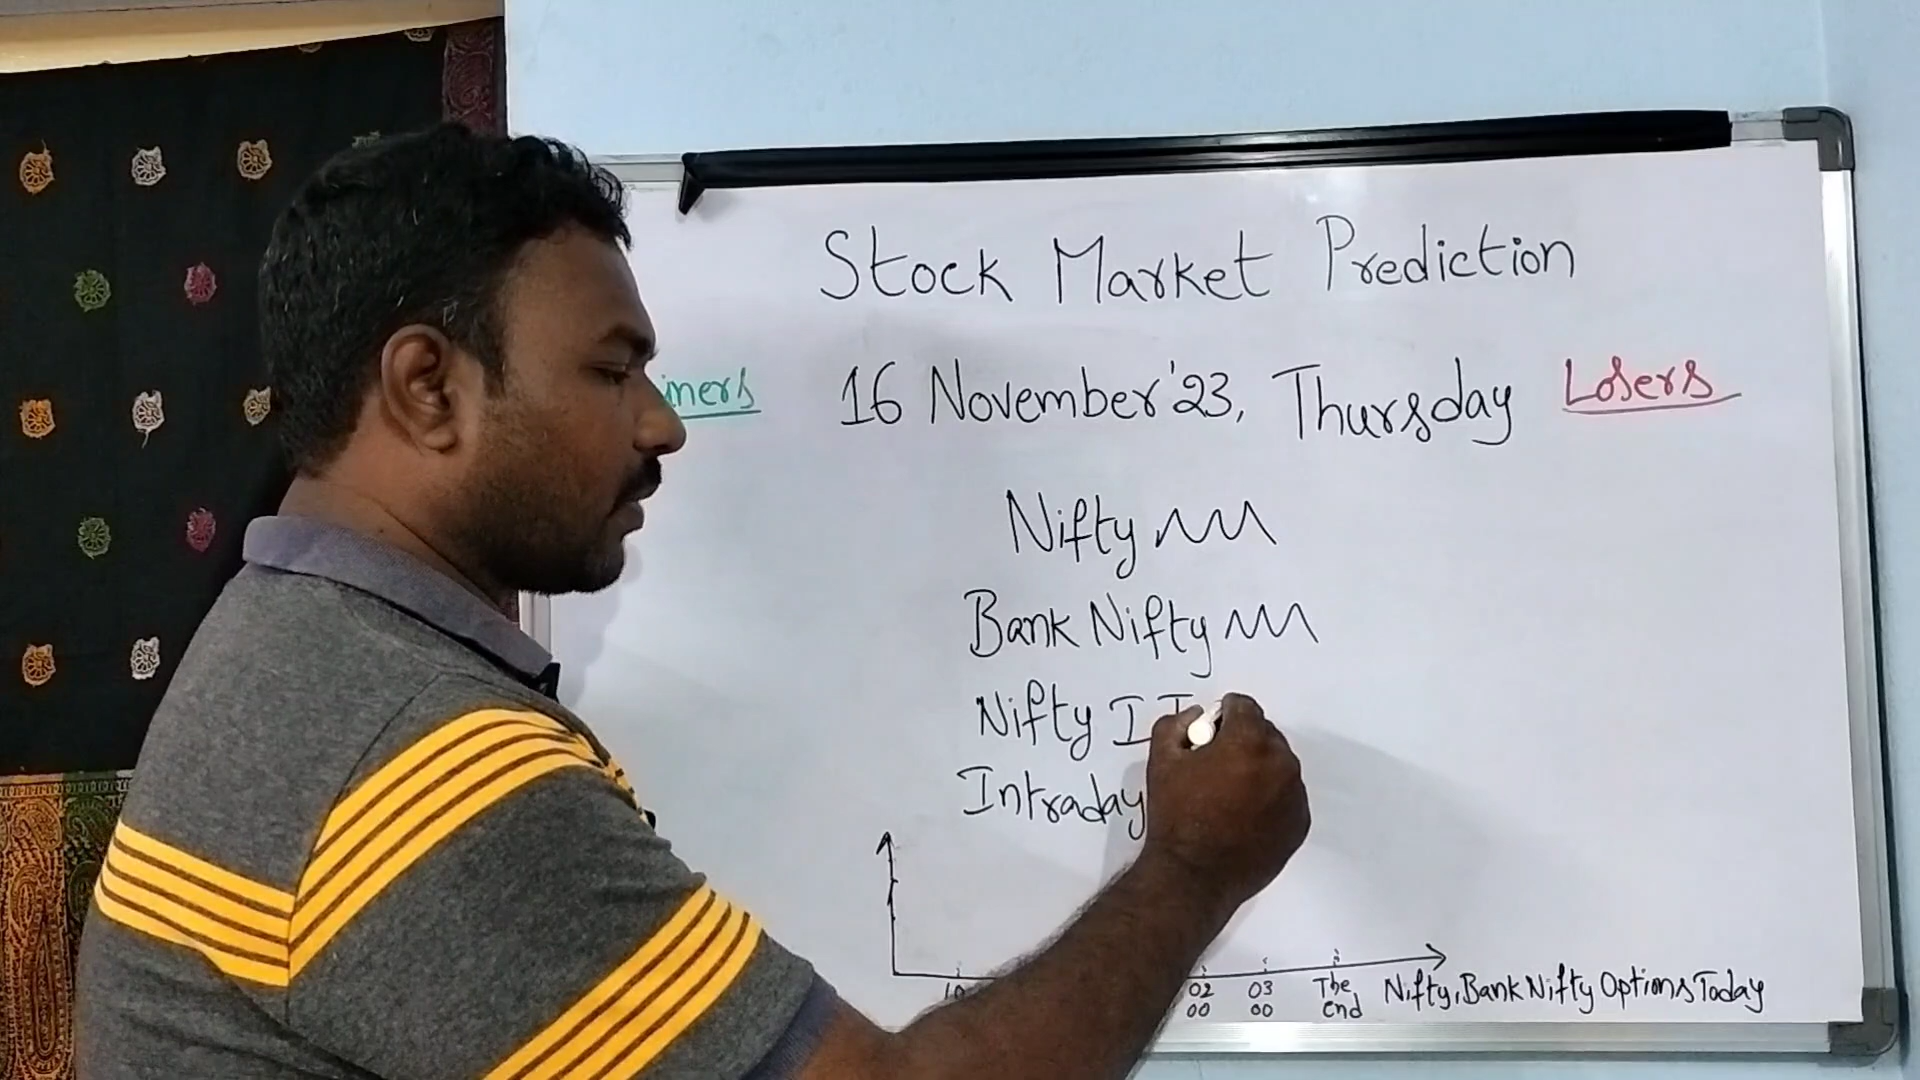 Stock Market Prediction
16 November'23, Thursday
Losers
Nifty
Bank Nifty
Nifty I I
Intraday
10 02 03 The
00 00 end
Nifty, Bank Nifty Options Today